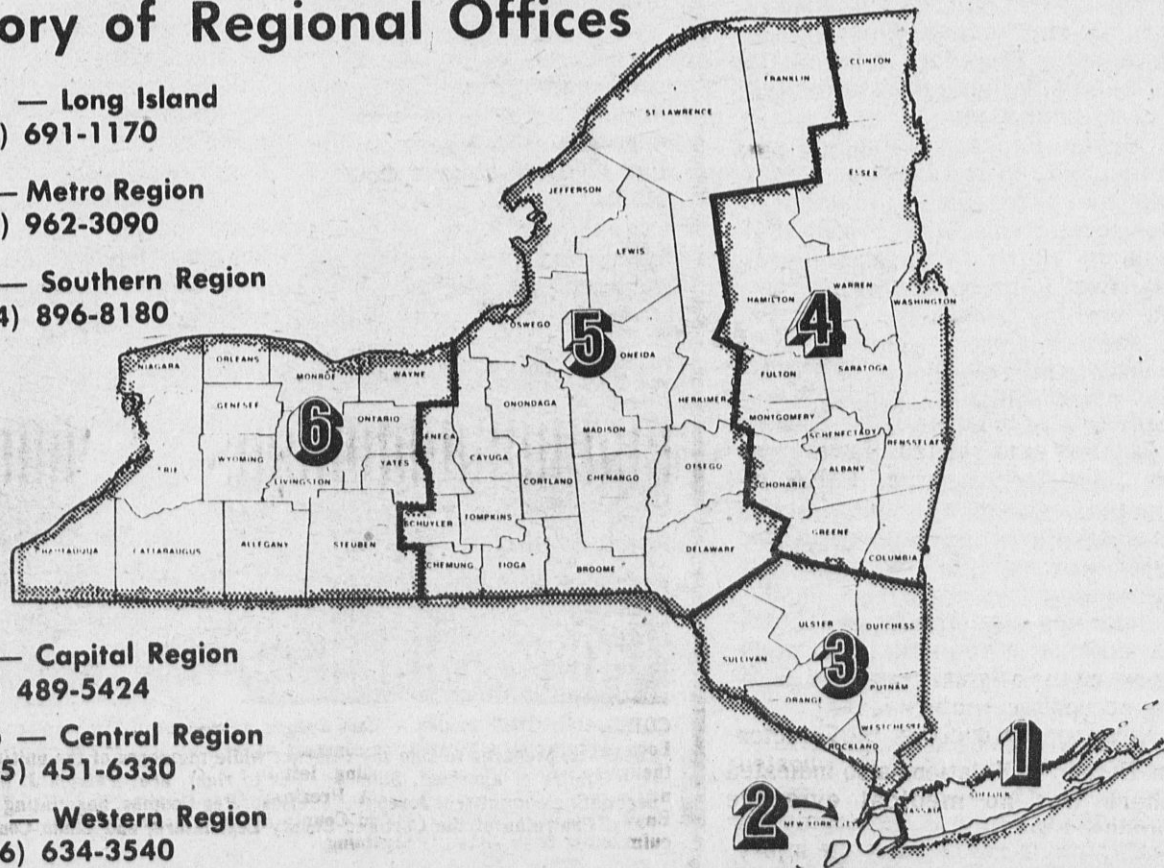 ory of Regional Offices
— Long Island
) 691-1170
— Metro Region
) 962-3090
— Southern Region
4) 896-8180
— Capital Region
489-5424
— Central Region
5) 451-6330
— Western Region
6) 634-3540
FRANKLIN
CLINTON
ST LAWRENCE
ESSEX
JEFFERSON
LEWIS
HAMILTON
WARREN
WASHINGTON
4
OSWEGO
5
ONEIDA
FULTON
SARATOGA
HERKIMER
MONTGOMERY
SCHENECTADY
RENSSELAER
NIAGARA
ORLEANS
MONROE
WAYNE
GENESEE
ONTARIO
6
ONONDAGA
MADISON
SENECA
CAYUGA
ERIE
WYOMING
YATES
LIVINGSTON
CORTLAND
CHENANGO
OTSEGO
ALBANY
SCHOHARIE
SCHUYLER
TOMPKINS
GREENE
COLUMBIA
CHAUTAUQUA
CATTARAUGUS
ALLEGANY
STEUBEN
CHEMUNG
TIOGA
BROOME
DELAWARE
ULSTER
DUTCHESS
SULLIVAN
3
PUTNAM
ORANGE
WESTCHESTER
ROCKLAND
1
2
NEW YORK CITY
NASSAU
SUFFOLK